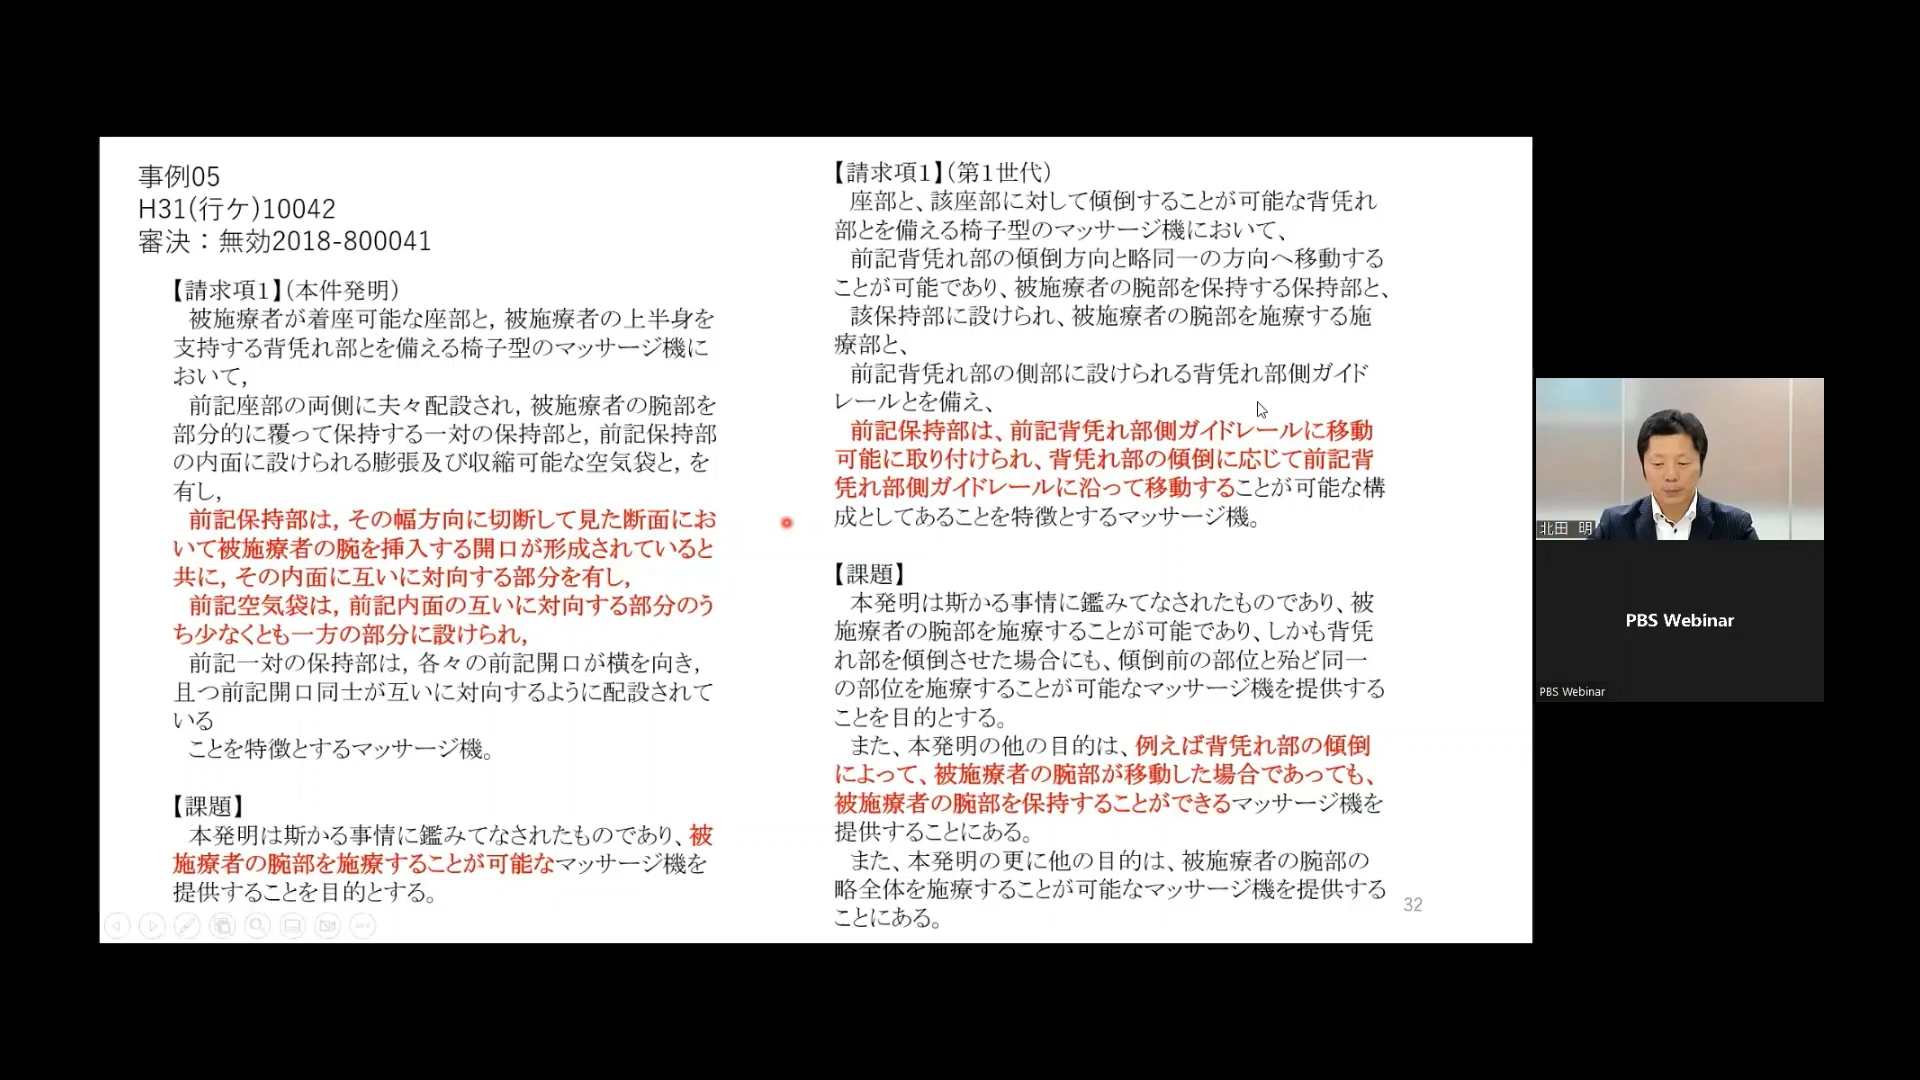 事例05
H31(行ケ)10042
審決：無効2018-800041
【請求項1】（本件発明）
被施療者が着座可能な座部と，被施療者の上半身を
支持する背凭れ部とを備える椅子型のマッサージ機に
おいて，
前記座部の両側に夫々配設され，被施療者の腕部を
部分的に覆って保持する一対の保持部と，前記保持部
の内面に設けられる膨張及び収縮可能な空気袋と，を
有し，
前記保持部は，その幅方向に切断して見た断面にお
いて被施療者の腕を挿入する開口が形成されていると
共に，その内面に互いに対向する部分を有し，
前記空気袋は，前記内面の互いに対向する部分のう
ち少なくとも一方の部分に設けられ，
前記一対の保持部は，各々の前記開口が横を向き，
且つ前記開口同士が互いに対向するように配設されて
いる
ことを特徴とするマッサージ機。
【課題】
本発明は斯かる事情に鑑みてなされたものであり、被
施療者の腕部を施療することが可能なマッサージ機を
提供することを目的とする。
【請求項1】（第1世代）
座部と、該座部に対して傾倒することが可能な背凭れ
部とを備える椅子型のマッサージ機において、
前記背凭れ部の傾倒方向と略同一の方向へ移動する
ことが可能であり、被施療者の腕部を保持する保持部と、
該保持部に設けられ、被施療者の腕部を施療する施
療部と、
前記背凭れ部の側部に設けられる背凭れ部側ガイド
レールとを備え、
前記保持部は、前記背凭れ部側ガイドレールに移動
可能に取り付けられ、背凭れ部の傾倒に応じて前記背
凭れ部側ガイドレールに沿って移動することが可能な構
成としてあることを特徴とするマッサージ機。
【課題】
本発明は斯かる事情に鑑みてなされたものであり、被
施療者の腕部を施療することが可能であり、しかも背凭
れ部を傾倒させた場合にも、傾倒前の部位と殆ど同一
の部位を施療することが可能なマッサージ機を提供する
ことを目的とする。
また、本発明の他の目的は、例えば背凭れ部の傾倒
によって、被施療者の腕部が移動した場合であっても、
被施療者の腕部を保持することができるマッサージ機を
提供することにある。
また、本発明の更に他の目的は、被施療者の腕部の
略全体を施療することが可能なマッサージ機を提供する
ことにある。
32
北田 明
PBS Webinar
PBS Webinar